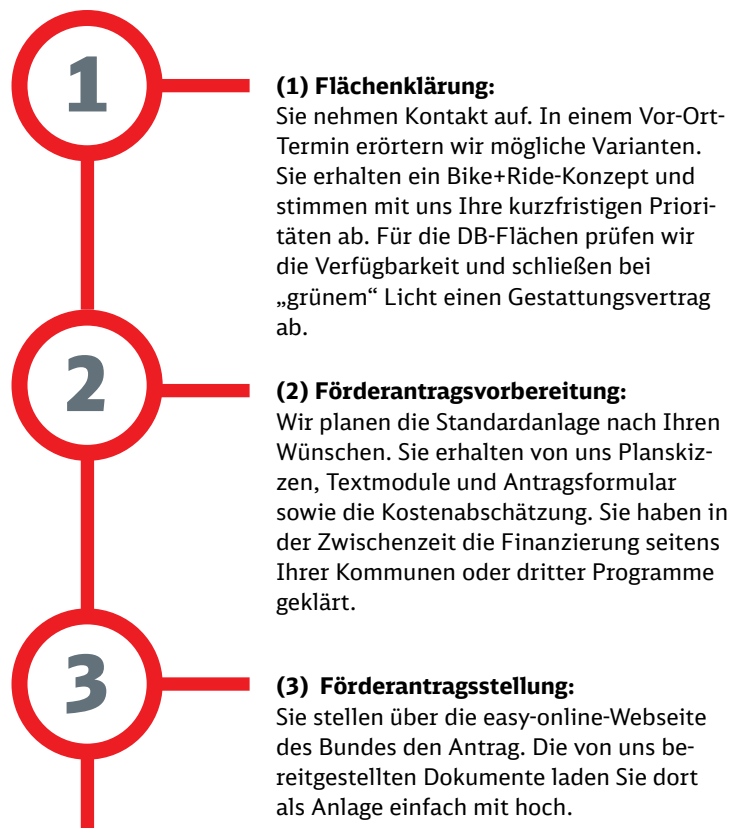 1
(1) Flächenklärung:
Sie nehmen Kontakt auf. In einem Vor-Ort-
Termin erörtern wir mögliche Varianten.
Sie erhalten ein Bike+Ride-Konzept und
stimmen mit uns Ihre kurzfristigen Priori-
täten ab. Für die DB-Flächen prüfen wir
die Verfügbarkeit und schließen bei
„grünem“ Licht einen Gestattungsvertrag
ab.
2
(2) Förderantragsvorbereitung:
Wir planen die Standardanlage nach Ihren
Wünschen. Sie erhalten von uns Planskiz-
zen, Textmodule und Antragsformular
sowie die Kostenabschätzung. Sie haben in
der Zwischenzeit die Finanzierung seitens
Ihrer Kommunen oder dritter Programme
geklärt.
3
(3) Förderantragsstellung:
Sie stellen über die easy-online-Webseite
des Bundes den Antrag. Die von uns be-
reitgestellten Dokumente laden Sie dort
als Anlage einfach mit hoch.